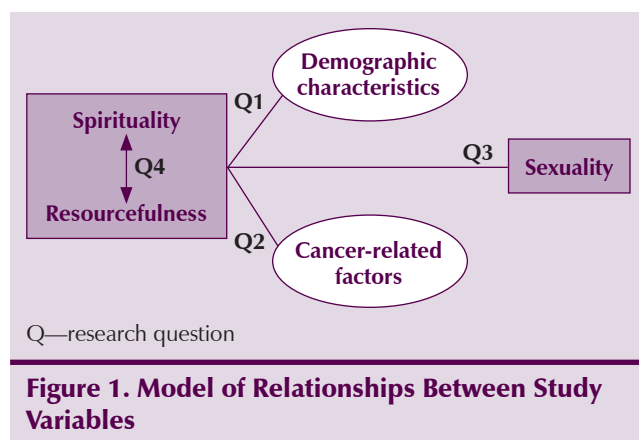 Demographic
characteristics
Q1
Spirituality
Q4
Q3
Sexuality
Resourcefulness
Q2
Cancer-related
factors
Q—research question
Figure 1. Model of Relationships Between Study
Variables